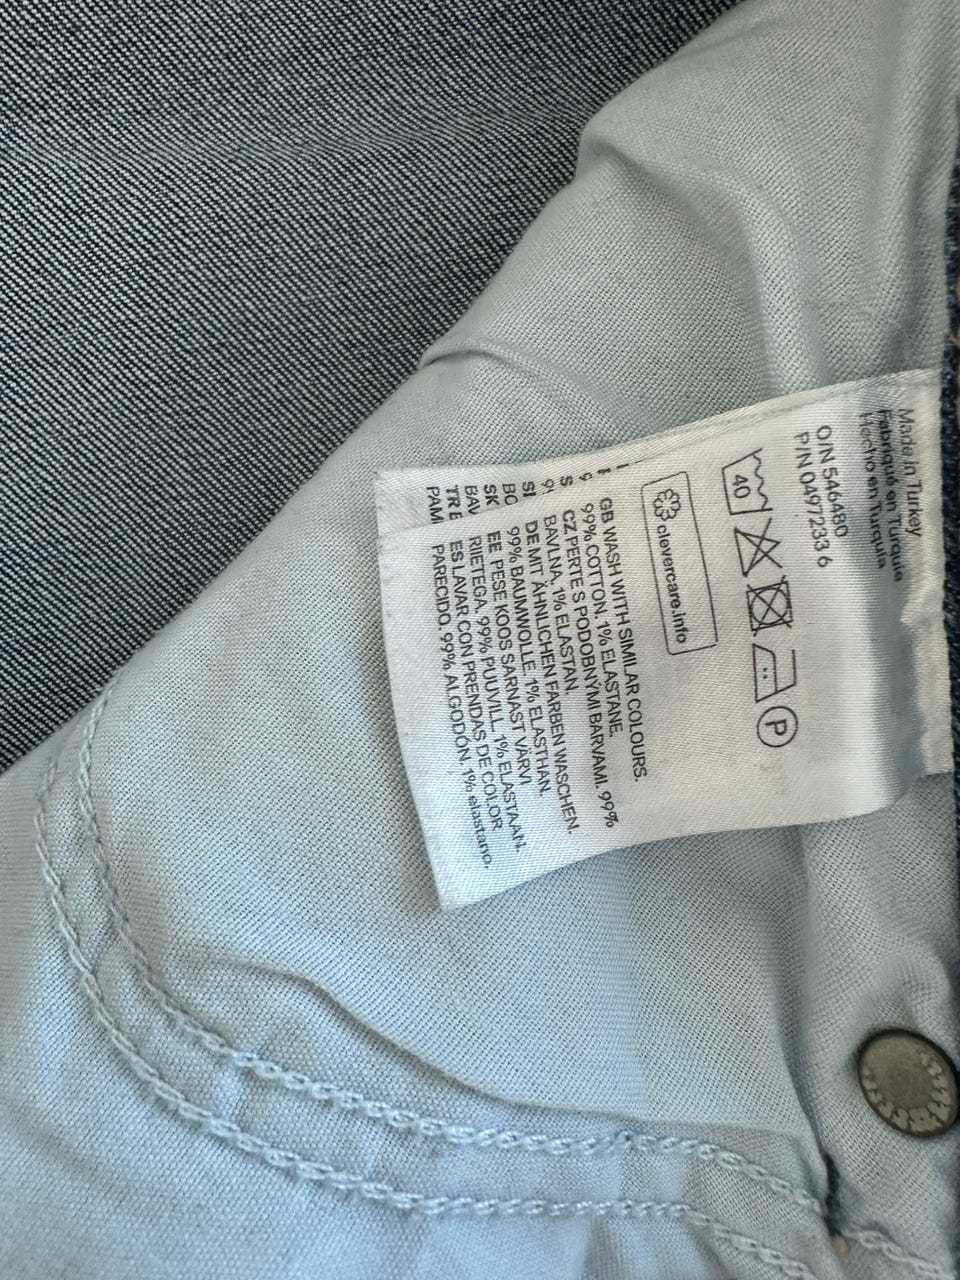 Made in Turkey
Fabriqué en Turquie
Hecho en Turquía
O/N 546480
P/N 0497233 6
40
P
clevercare.info
GB WASH WITH SIMILAR COLOURS.
99% COTTON. 1% ELASTANE.
CZ PERTE S PODOBNÝMI BARVAMI. 99%
BAVLNA, 1% ELASTAN.
DE MIT ÄHNLICHEN FARBEN WASCHEN.
99% BAUMWOLLE. 1% ELASTHAN.
EE PESE KOOS SARNAST VÄRVI
RIIETEGA. 99% PUUVILL, 1% ELASTAAN.
ES LAVAR CON PRENDAS DE COLOR
PARECIDO. 99% ALGODÓN. 1% elastano.